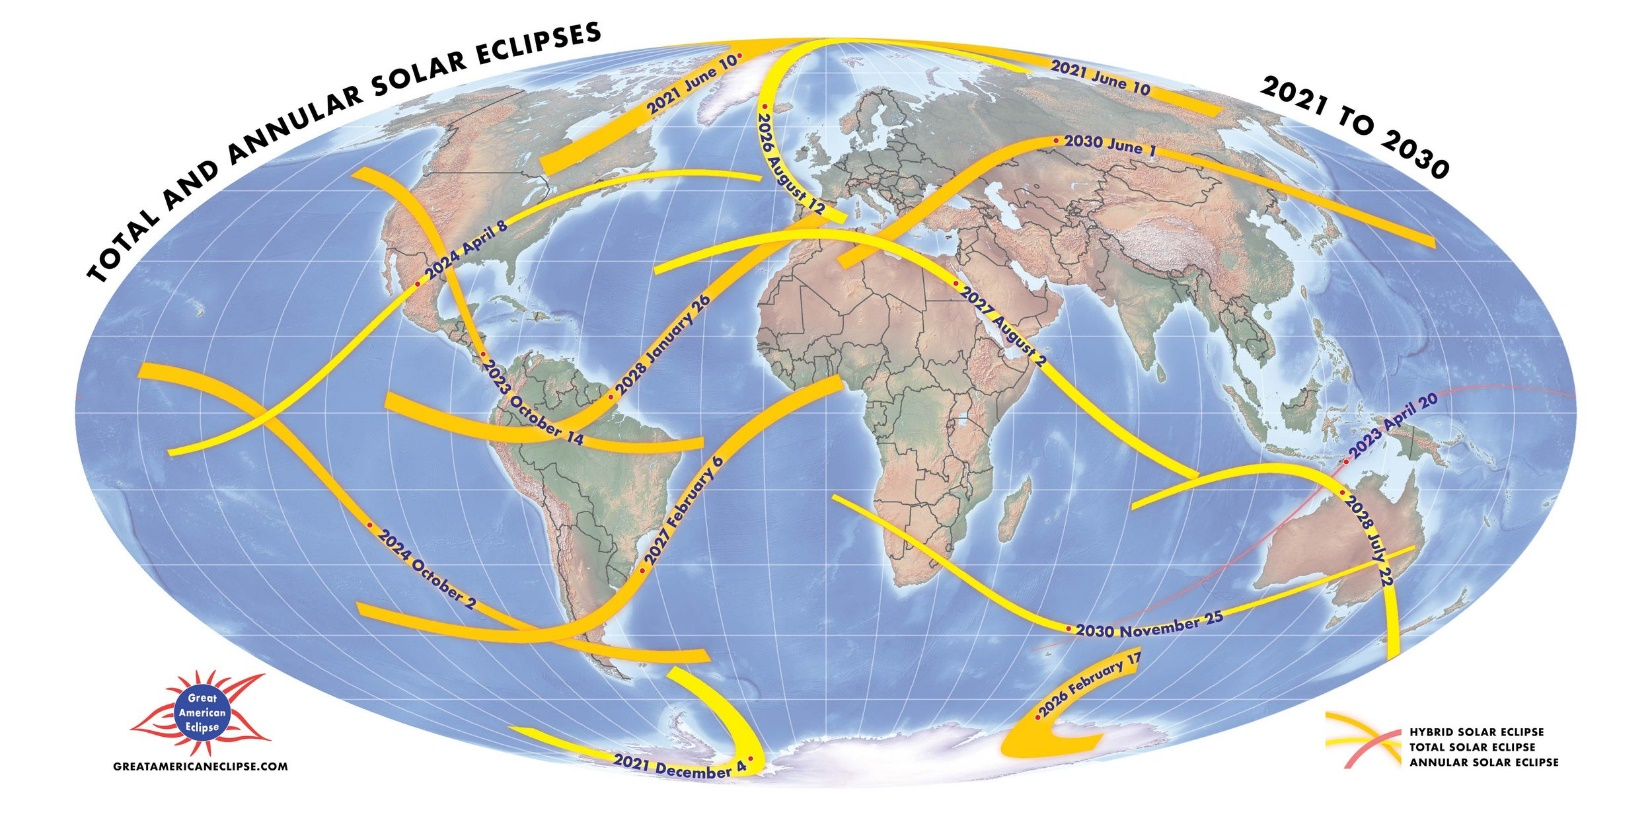 TOTAL AND ANNULAR SOLAR ECLIPSES
2021 TO 2030
2021 June 10
2021 June 10
2026 August 12
2030 June 1
2024 April 8
2027 August 2
2028 January 26
2023 October 14
2023 April 20
2027 February 6
2028 July 22
2024 October 2
2030 November 25
2026 February 17
2021 December 4
Great
American
Eclipse
GREATAMERICANECLIPSE.COM
HYBRID SOLAR ECLIPSE
TOTAL SOLAR ECLIPSE
ANNULAR SOLAR ECLIPSE